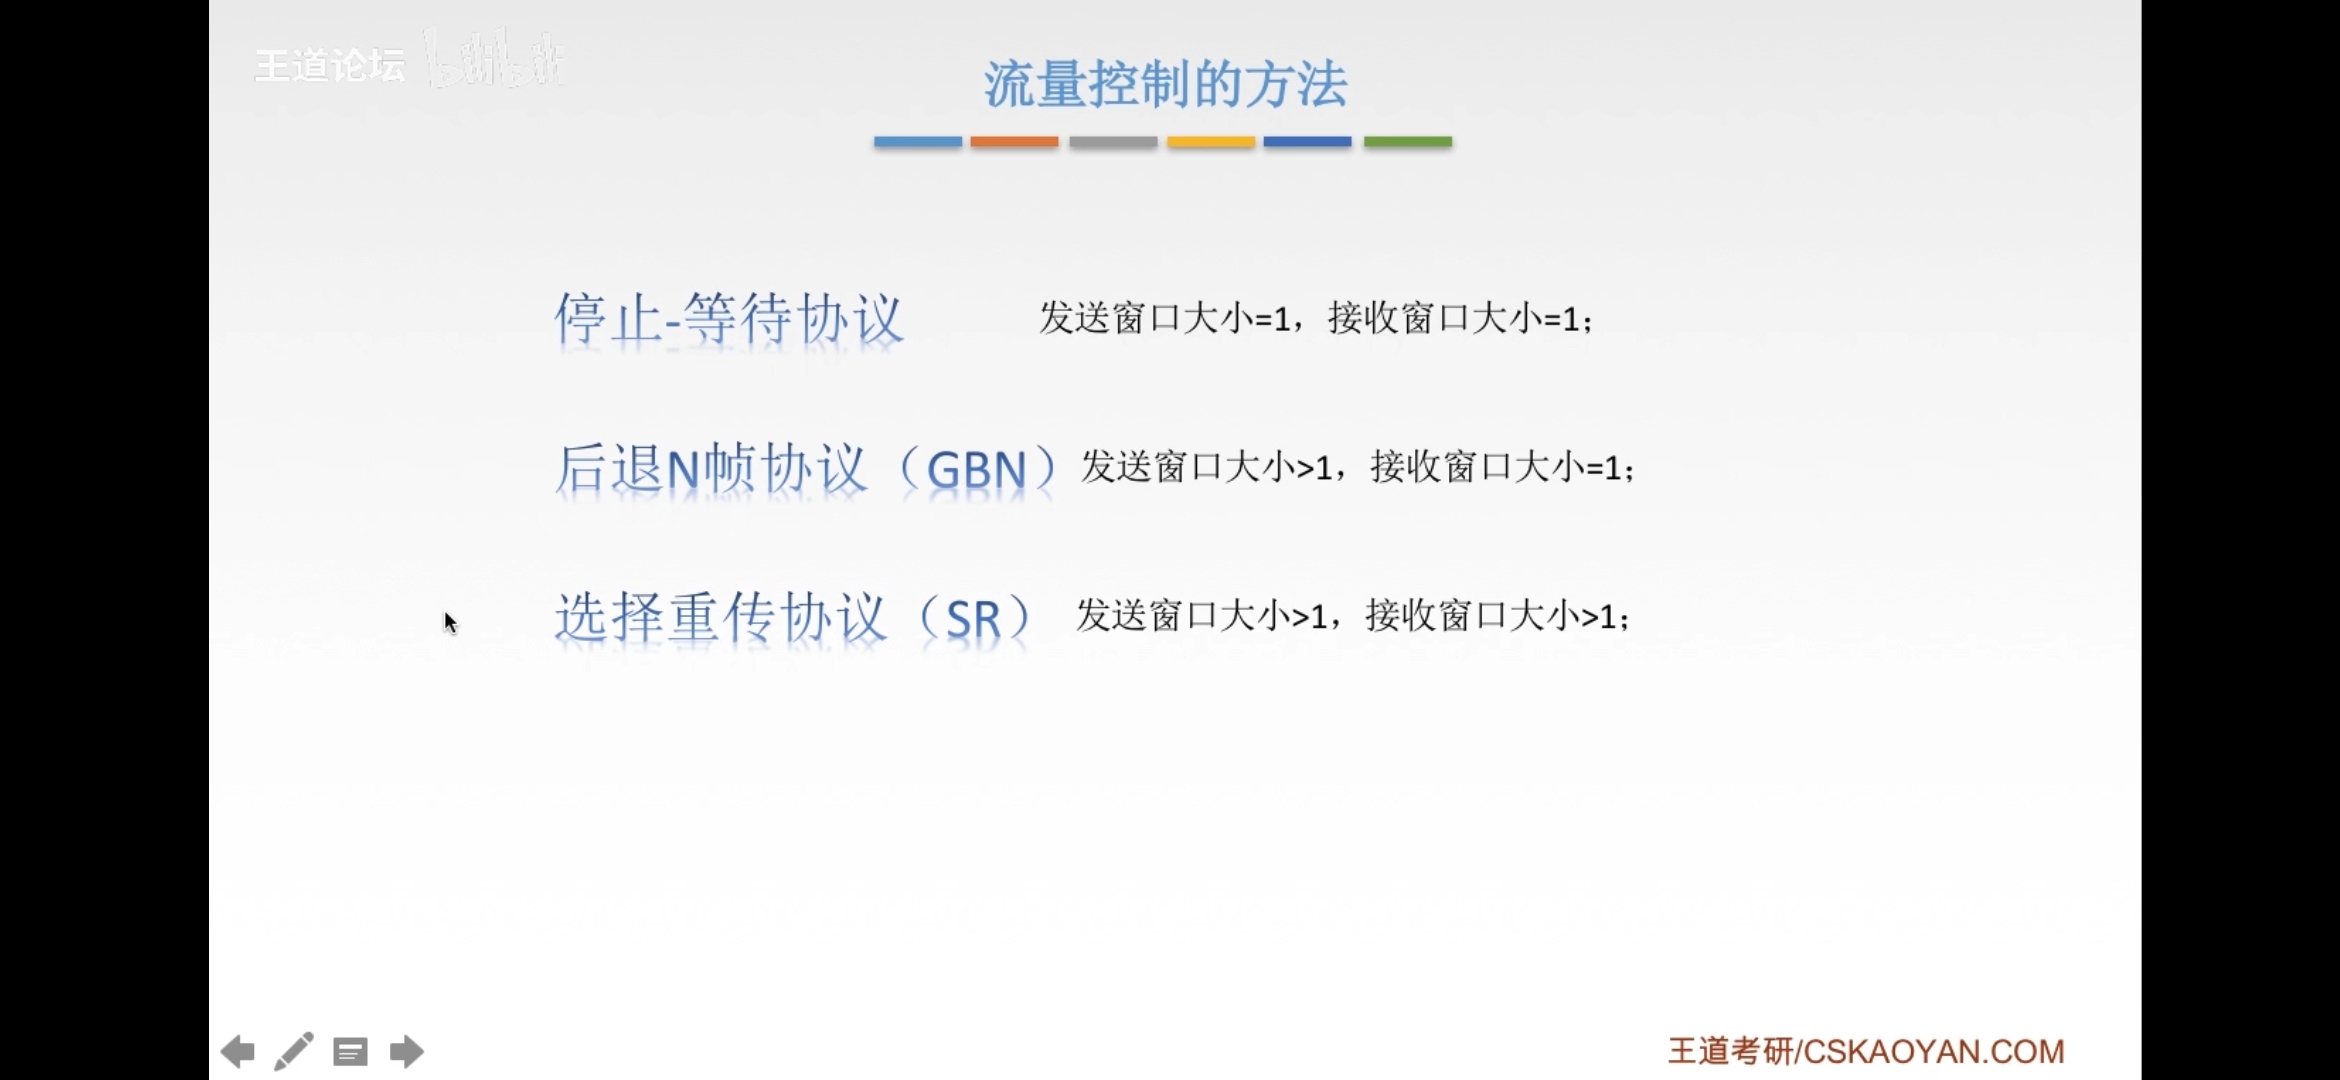 王道论坛 bilibili
流量控制的方法
停止-等待协议 发送窗口大小=1，接收窗口大小=1；
后退N帧协议（GBN） 发送窗口大小>1，接收窗口大小=1；
选择重传协议（SR） 发送窗口大小>1，接收窗口大小>1；
王道考研/CSKAOYAN.COM